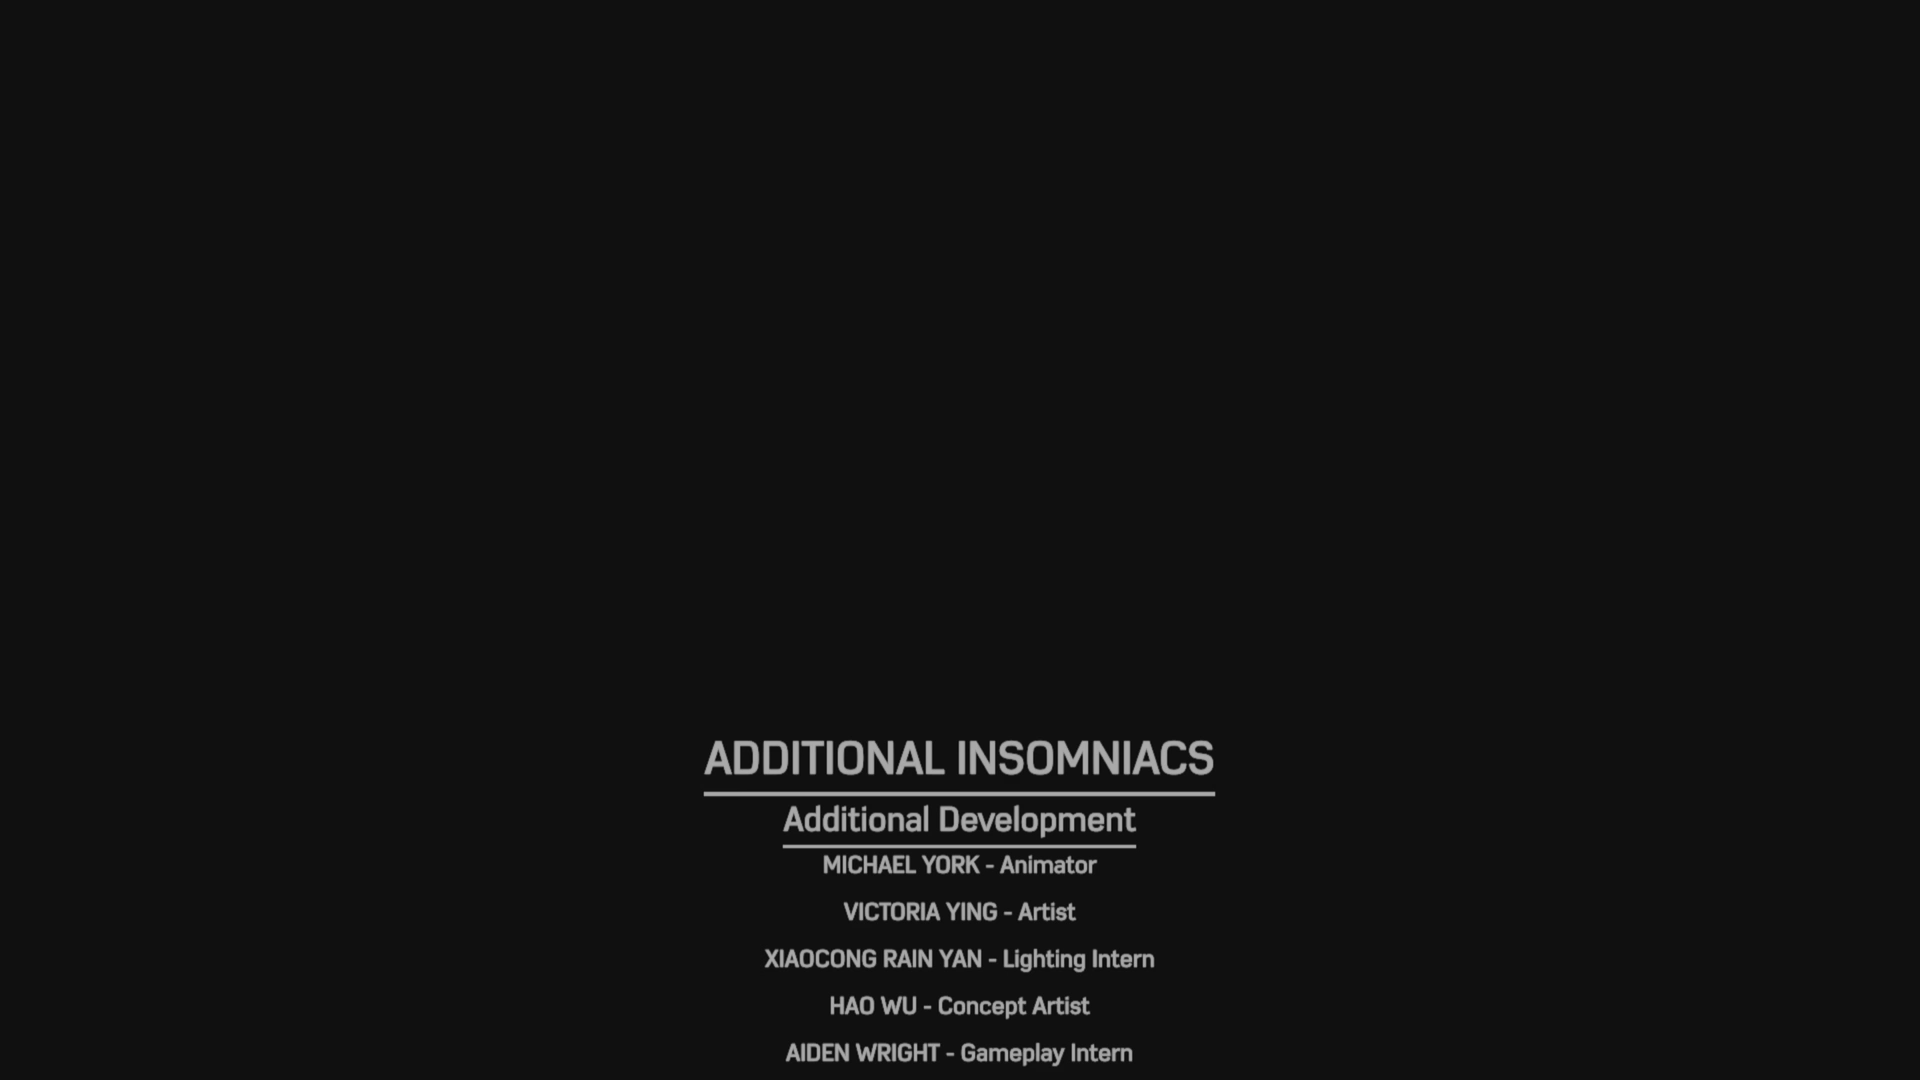 ADDITIONAL INSOMNIACS
Additional Development
MICHAEL YORK - Animator
VICTORIA YING - Artist
XIAOCONG RAIN YAN - Lighting Intern
HAO WU - Concept Artist
AIDEN WRIGHT - Gameplay Intern